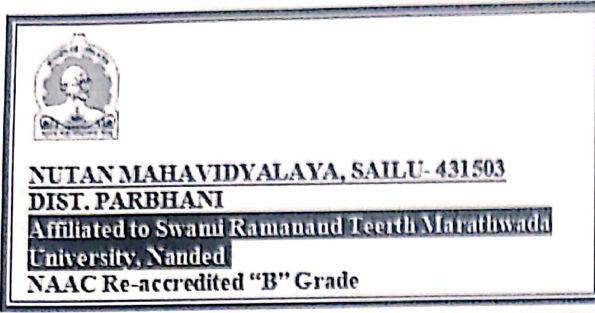 NUTAN MAHAVIDYALAYA, SAILU- 431503
DIST. PARBHANI
Affiliated to Swami Ramanand Teerth Marathwada
University, Nanded
NAAC Re-accredited “B” Grade